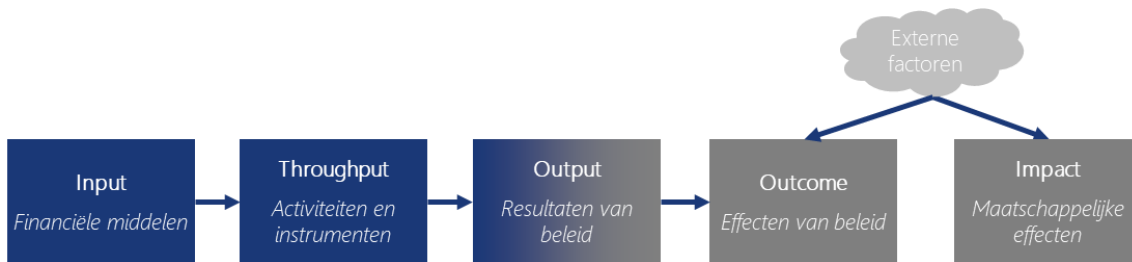 Externe
factoren
Input
Financiële middelen
Throughput
Activiteiten en
instrumenten
Output
Resultaten van
beleid
Outcome
Effecten van beleid
Impact
Maatschappelijke
effecten